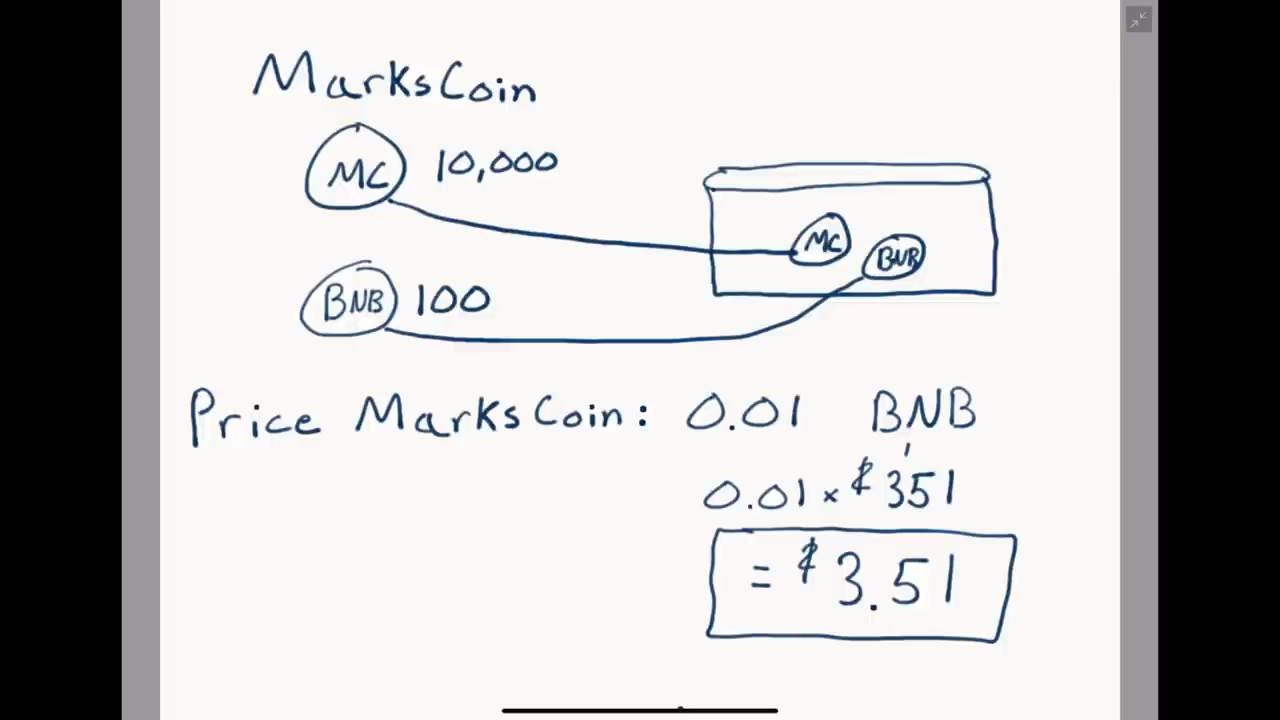 MarksCoin
MC 10,000
MC BNB
BNB 100
Price MarksCoin: 0.01 BNB
0.01 × $351
= $3.51